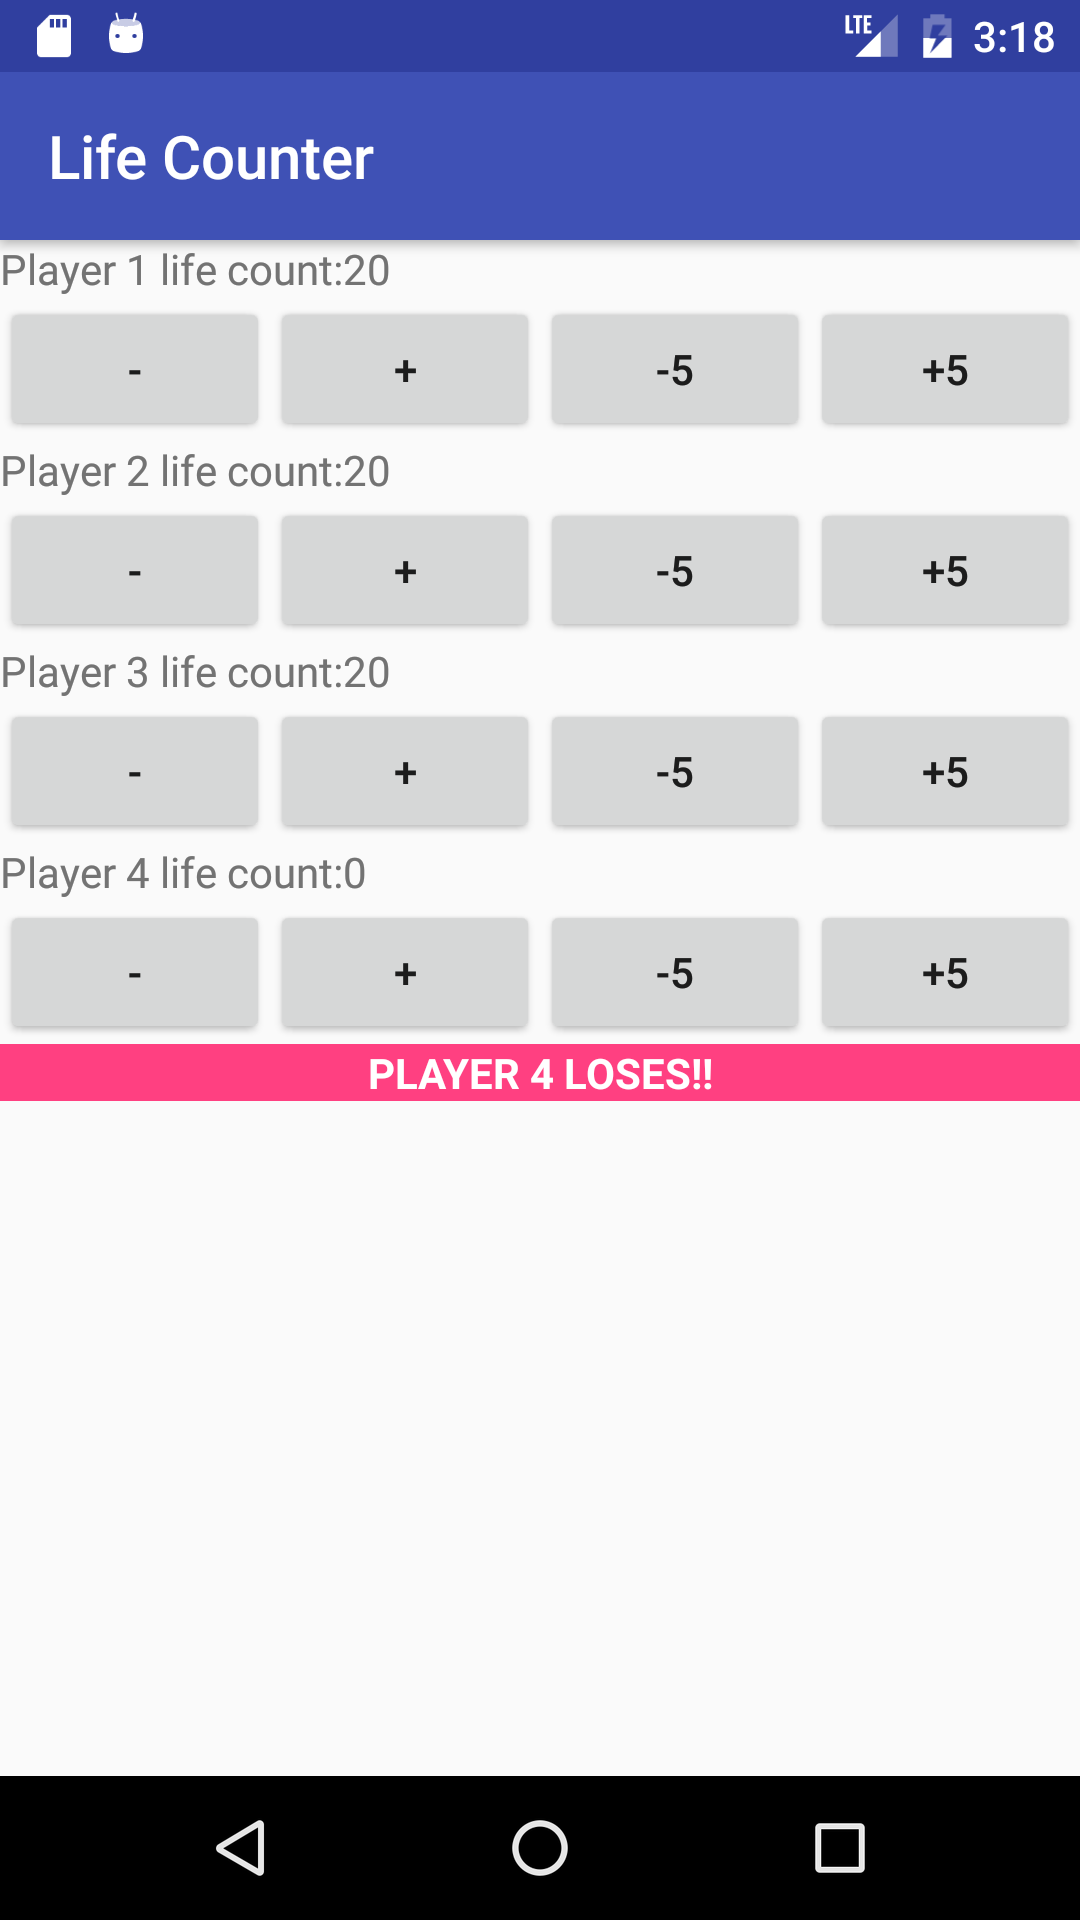 LTE 3:18
Life Counter
Player 1 life count:20
- + -5 +5
Player 2 life count:20
- + -5 +5
Player 3 life count:20
- + -5 +5
Player 4 life count:0
- + -5 +5
PLAYER 4 LOSES!!